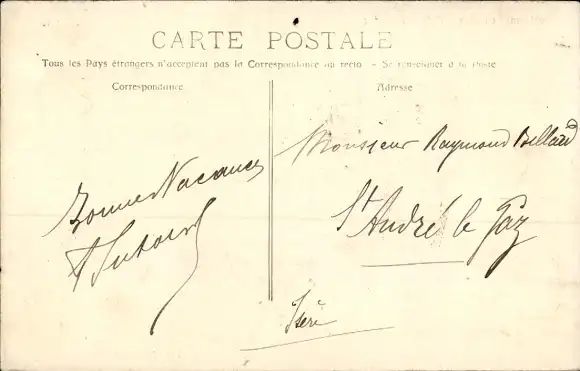 CARTE POSTALE
Tous les Pays étrangers n'acceptent pas la Correspondance au recto - Se renseigner à la Poste
Correspondance
Adresse
Bonnes Vacances
Monsieur Raymond Billard
St André le Gaz
Isère